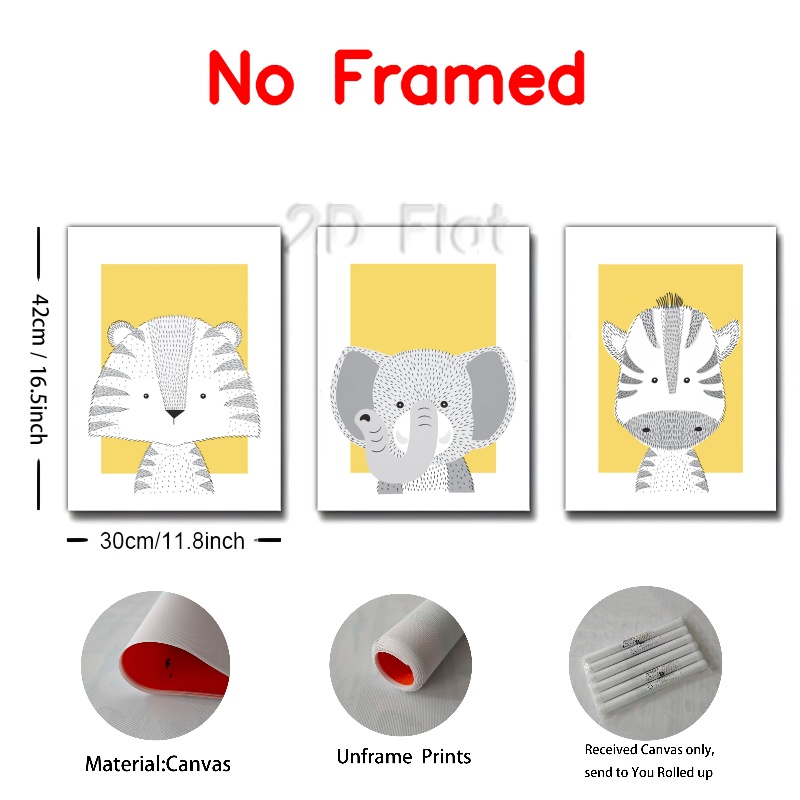 No Framed
2D Flat
42cm / 16.5inch
30cm/11.8inch
Material:Canvas
Unframe Prints
Received Canvas only,
send to You Rolled up